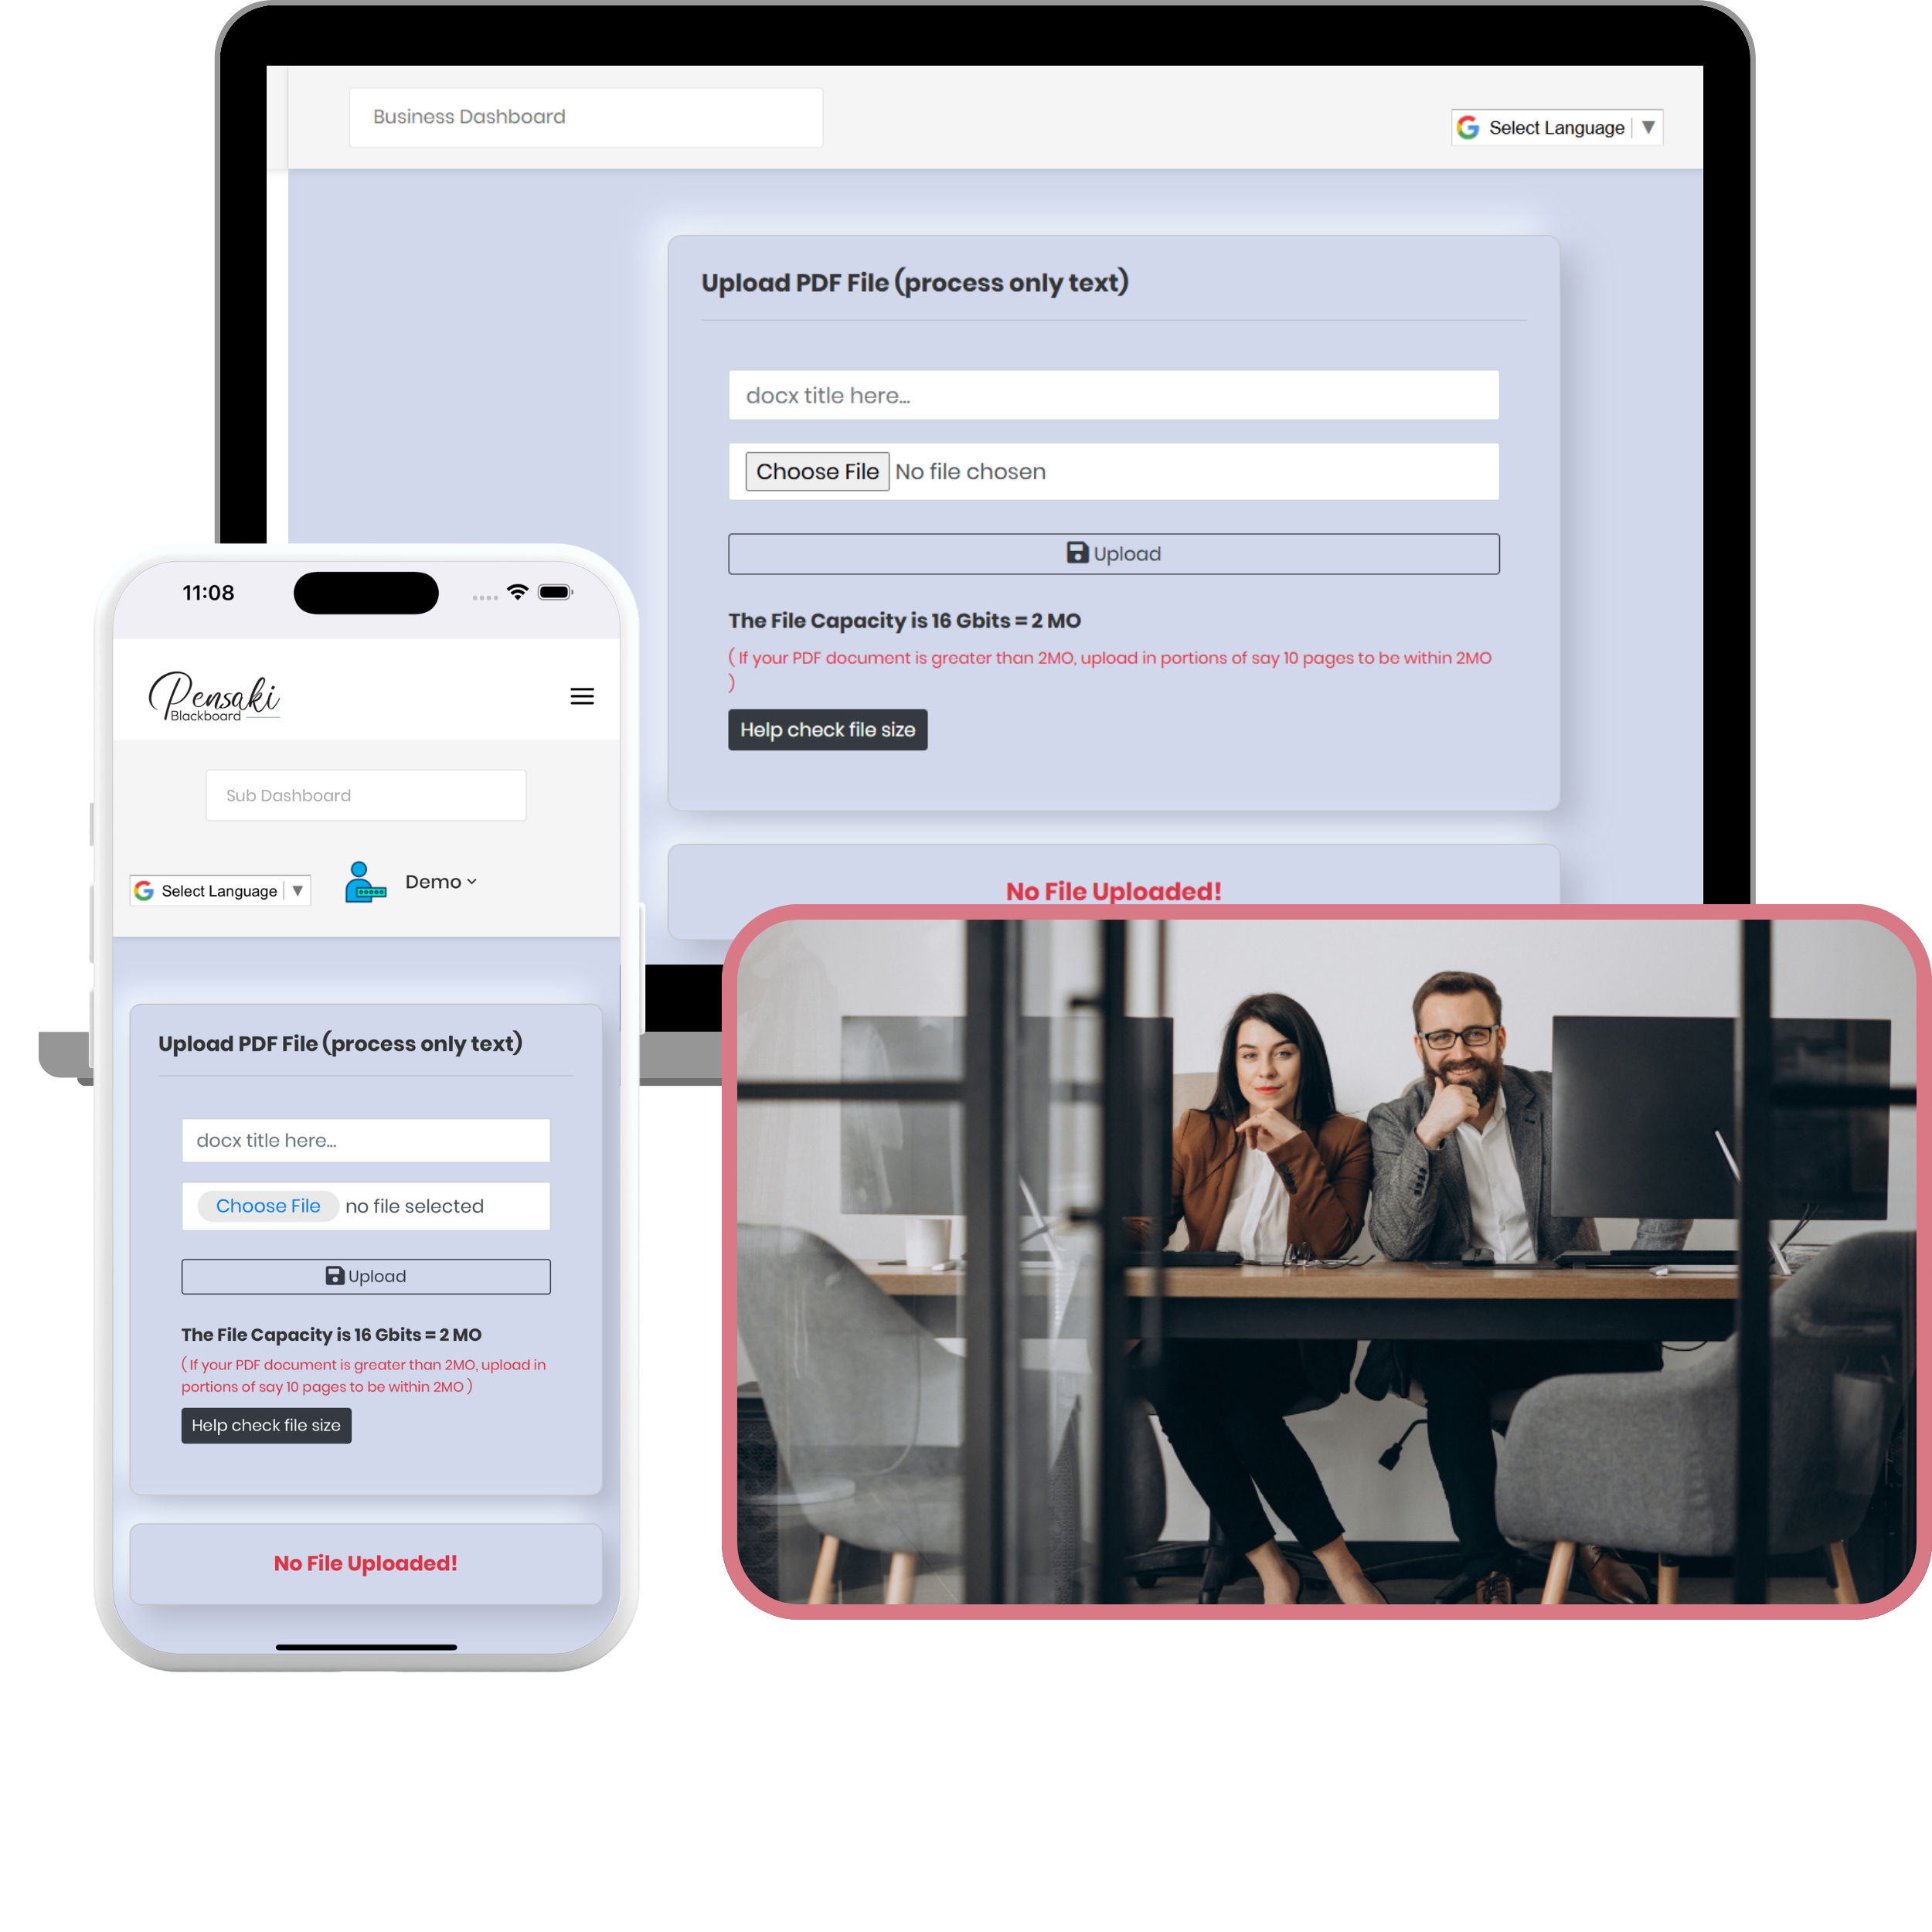 Business Dashboard
Select Language ▼
Upload PDF File (process only text)
docx title here...
Choose File No file chosen
Upload
The File Capacity is 16 Gbits = 2 MO
( If your PDF document is greater than 2MO, upload in portions of say 10 pages to be within 2MO
)
Help check file size
No File Uploaded!
11:08
Pensaki
Blackboard
Sub Dashboard
Select Language ▼
Demo
Upload PDF File (process only text)
docx title here...
Choose File no file selected
Upload
The File Capacity is 16 Gbits = 2 MO
( If your PDF document is greater than 2MO, upload in
portions of say 10 pages to be within 2MO )
Help check file size
No File Uploaded!